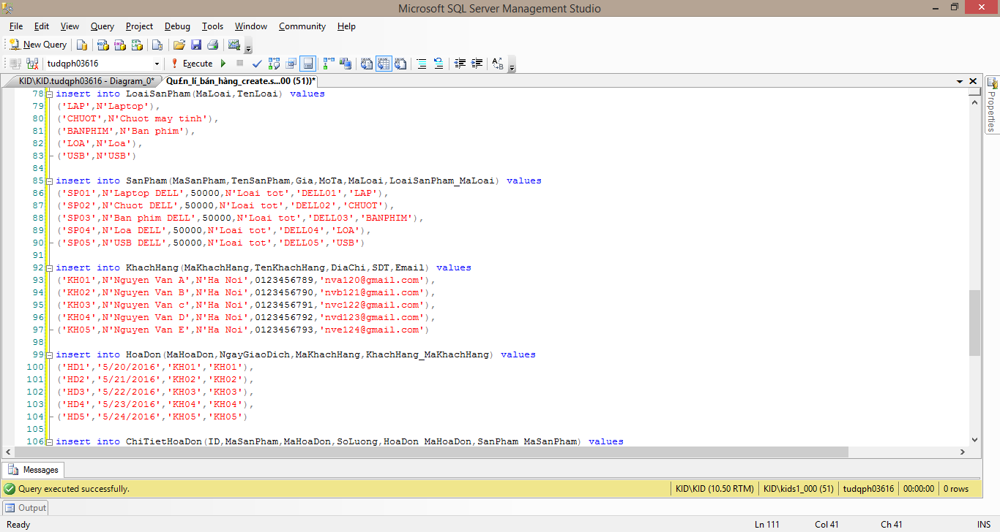 Microsoft SQL Server Management Studio
File Edit View Query Project Debug Tools Window Community Help
New Query
tudqph03616 Execute
KID\KID.tudqph03616 - Diagram_0* Qu£n_lí_bán_hàng_create.s...00 (51))*
Properties
78 insert into LoaiSanPham(MaLoai,TenLoai) values
79 ('LAP',N'Laptop'),
80 ('CHUOT',N'Chuot may tinh'),
81 ('BANPHIM',N'Ban phim'),
82 ('LOA',N'Loa'),
83 ('USB',N'USB')
84
85 insert into SanPham(MaSanPham,TenSanPham,Gia,MoTa,MaLoai,LoaiSanPham_MaLoai) values
86 ('SP01',N'Laptop DELL',50000,N'Loai tot','DELL01','LAP'),
87 ('SP02',N'Chuot DELL',50000,N'Loai tot','DELL02','CHUOT'),
88 ('SP03',N'Ban phim DELL',50000,N'Loai tot','DELL03','BANPHIM'),
89 ('SP04',N'Loa DELL',50000,N'Loai tot','DELL04','LOA'),
90 ('SP05',N'USB DELL',50000,N'Loai tot','DELL05','USB')
91
92 insert into KhachHang(MaKhachHang,TenKhachHang,DiaChi,SDT,Email) values
93 ('KH01',N'Nguyen Van A',N'Ha Noi',0123456789,'nva120@gmail.com'),
94 ('KH02',N'Nguyen Van B',N'Ha Noi',0123456790,'nvb121@gmail.com'),
95 ('KH03',N'Nguyen Van c',N'Ha Noi',0123456791,'nvc122@gmail.com'),
96 ('KH04',N'Nguyen Van D',N'Ha Noi',0123456792,'nvd123@gmail.com'),
97 ('KH05',N'Nguyen Van E',N'Ha Noi',0123456793,'nve124@gmail.com')
98
99 insert into HoaDon(MaHoaDon,NgayGiaoDich,MaKhachHang,KhachHang_MaKhachHang) values
100 ('HD1','5/20/2016','KH01','KH01'),
101 ('HD2','5/21/2016','KH02','KH02'),
102 ('HD3','5/22/2016','KH03','KH03'),
103 ('HD4','5/23/2016','KH04','KH04'),
104 ('HD5','5/24/2016','KH05','KH05')
105
106 insert into ChiTietHoaDon(ID,MaSanPham,MaHoaDon,SoLuong,HoaDon_MaHoaDon,SanPham_MaSanPham) values
Messages
Query executed successfully. KID\KID (10.50 RTM) KID\kids1_000 (51) tudqph03616 00:00:00 0 rows
Output
Ready Ln 111 Col 41 Ch 41 INS